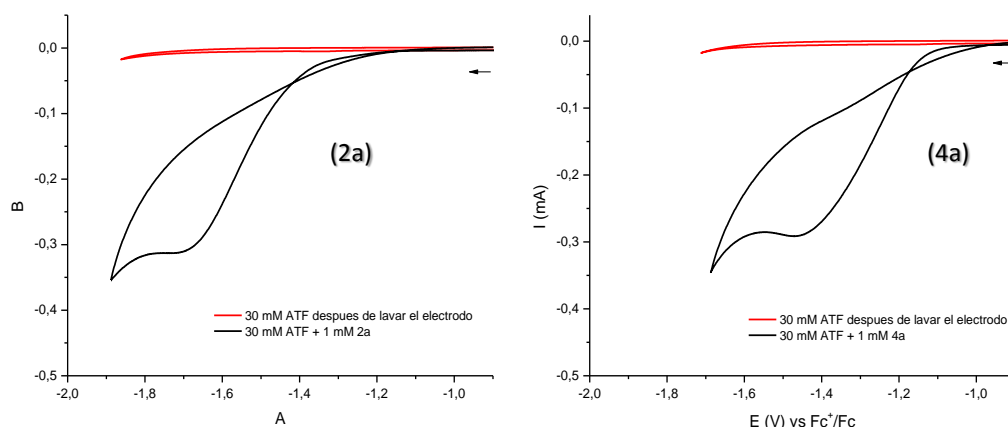 0,0
-0,1
-0,2
-0,3
-0,4
-0,5
B
(2a)
30 mM ATF despues de lavar el electrodo
30 mM ATF + 1 mM 2a
-2,0
-1,8
-1,6
-1,4
-1,2
-1,0
A
0,0
-0,1
-0,2
-0,3
-0,4
-0,5
I (mA)
(4a)
30 mM ATF despues de lavar el electrodo
30 mM ATF + 1 mM 4a
-2,0
-1,8
-1,6
-1,4
-1,2
-1,0
E (V) vs Fc⁺/Fc